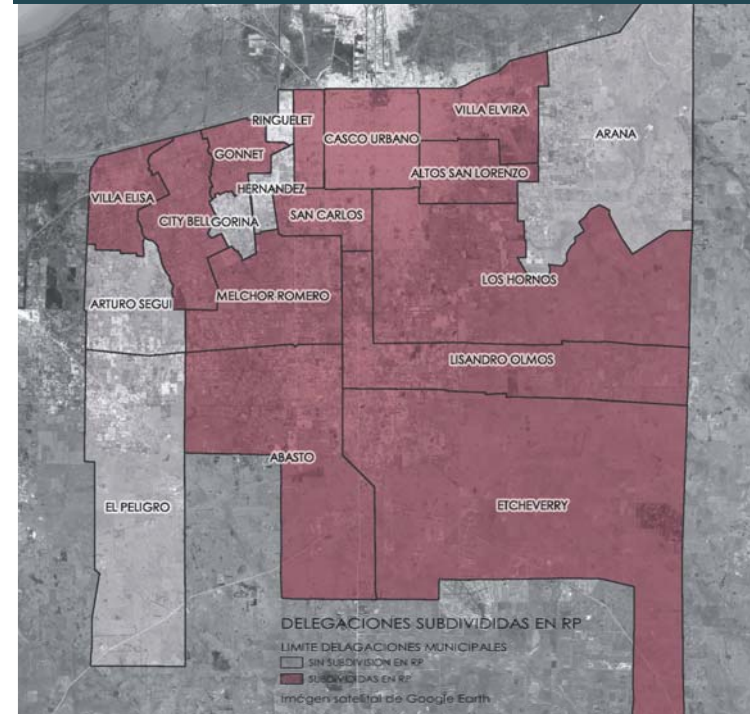 RINGUELET
VILLA ELVIRA
CASCO URBANO
ARANA
GONNET
ALTOS SAN LORENZO
HERNANDEZ
VILLA ELISA
CITY BELL
GORINA
SAN CARLOS
LOS HORNOS
ARTURO SEGUI
MELCHOR ROMERO
LISANDRO OLMOS
ABASTO
EL PELIGRO
ETCHEVERRY
DELEGACIONES SUBDIVIDIDAS EN RP
LIMITE DELAGACIONES MUNICIPALES
SIN SUBDIVISION EN RP
SUBDIVIDIDAS EN RP
Imágen satelital de Google Earth